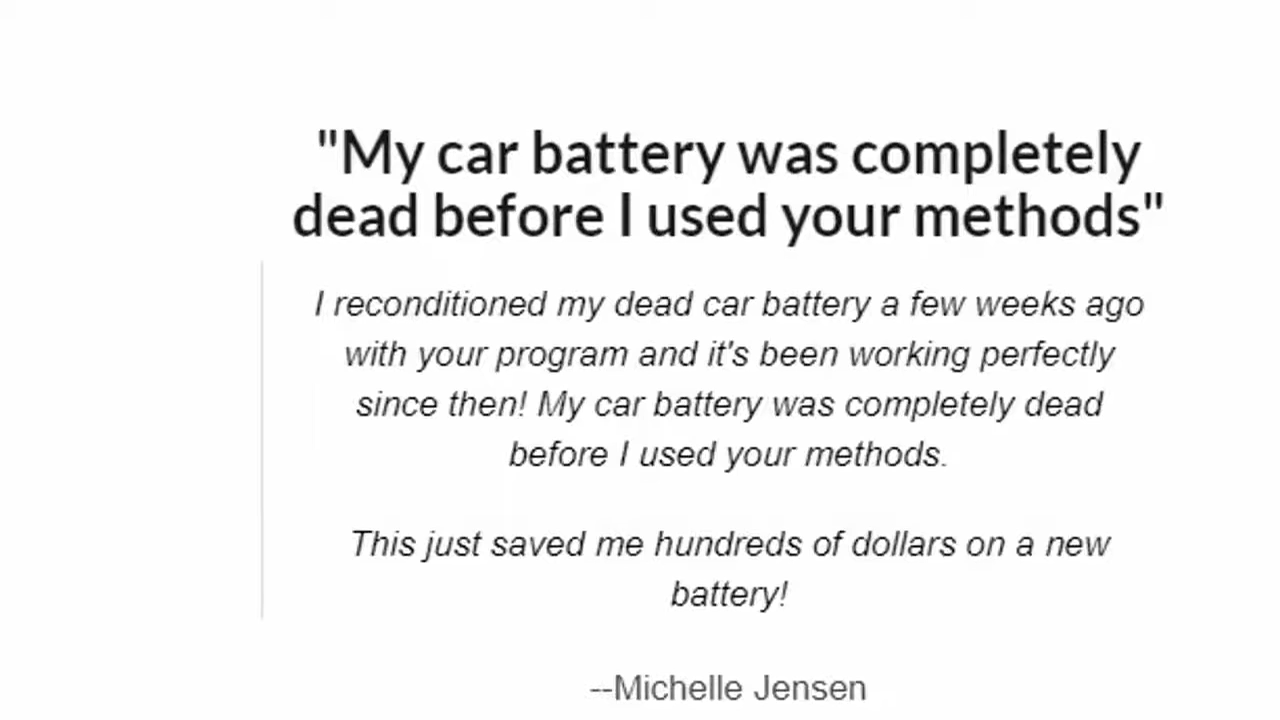 "My car battery was completely
dead before I used your methods"
I reconditioned my dead car battery a few weeks ago
with your program and it's been working perfectly
since then! My car battery was completely dead
before I used your methods.
This just saved me hundreds of dollars on a new
battery!
--Michelle Jensen